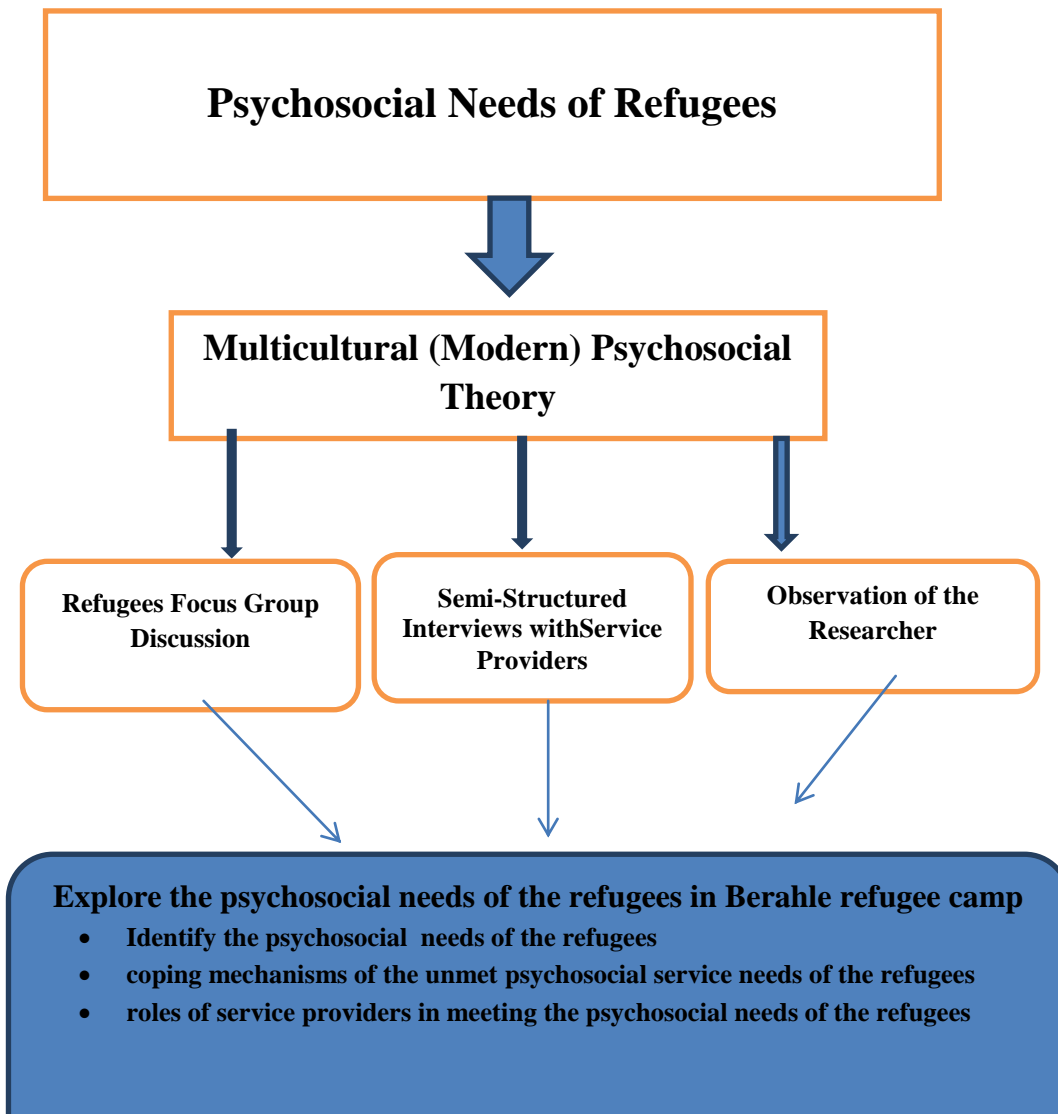 Psychosocial Needs of Refugees
Multicultural (Modern) Psychosocial
Theory
Refugees Focus Group
Discussion
Semi-Structured
Interviews withService
Providers
Observation of the
Researcher
Explore the psychosocial needs of the refugees in Berahle refugee camp
• Identify the psychosocial needs of the refugees
• coping mechanisms of the unmet psychosocial service needs of the refugees
• roles of service providers in meeting the psychosocial needs of the refugees